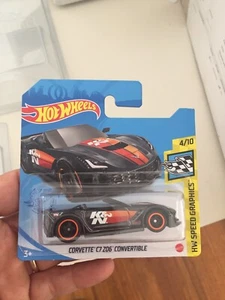 Hot Wheels
4/10
HW SPEED GRAPHICS
K&N
CORVETTE C7 Z06 CONVERTIBLE
3+